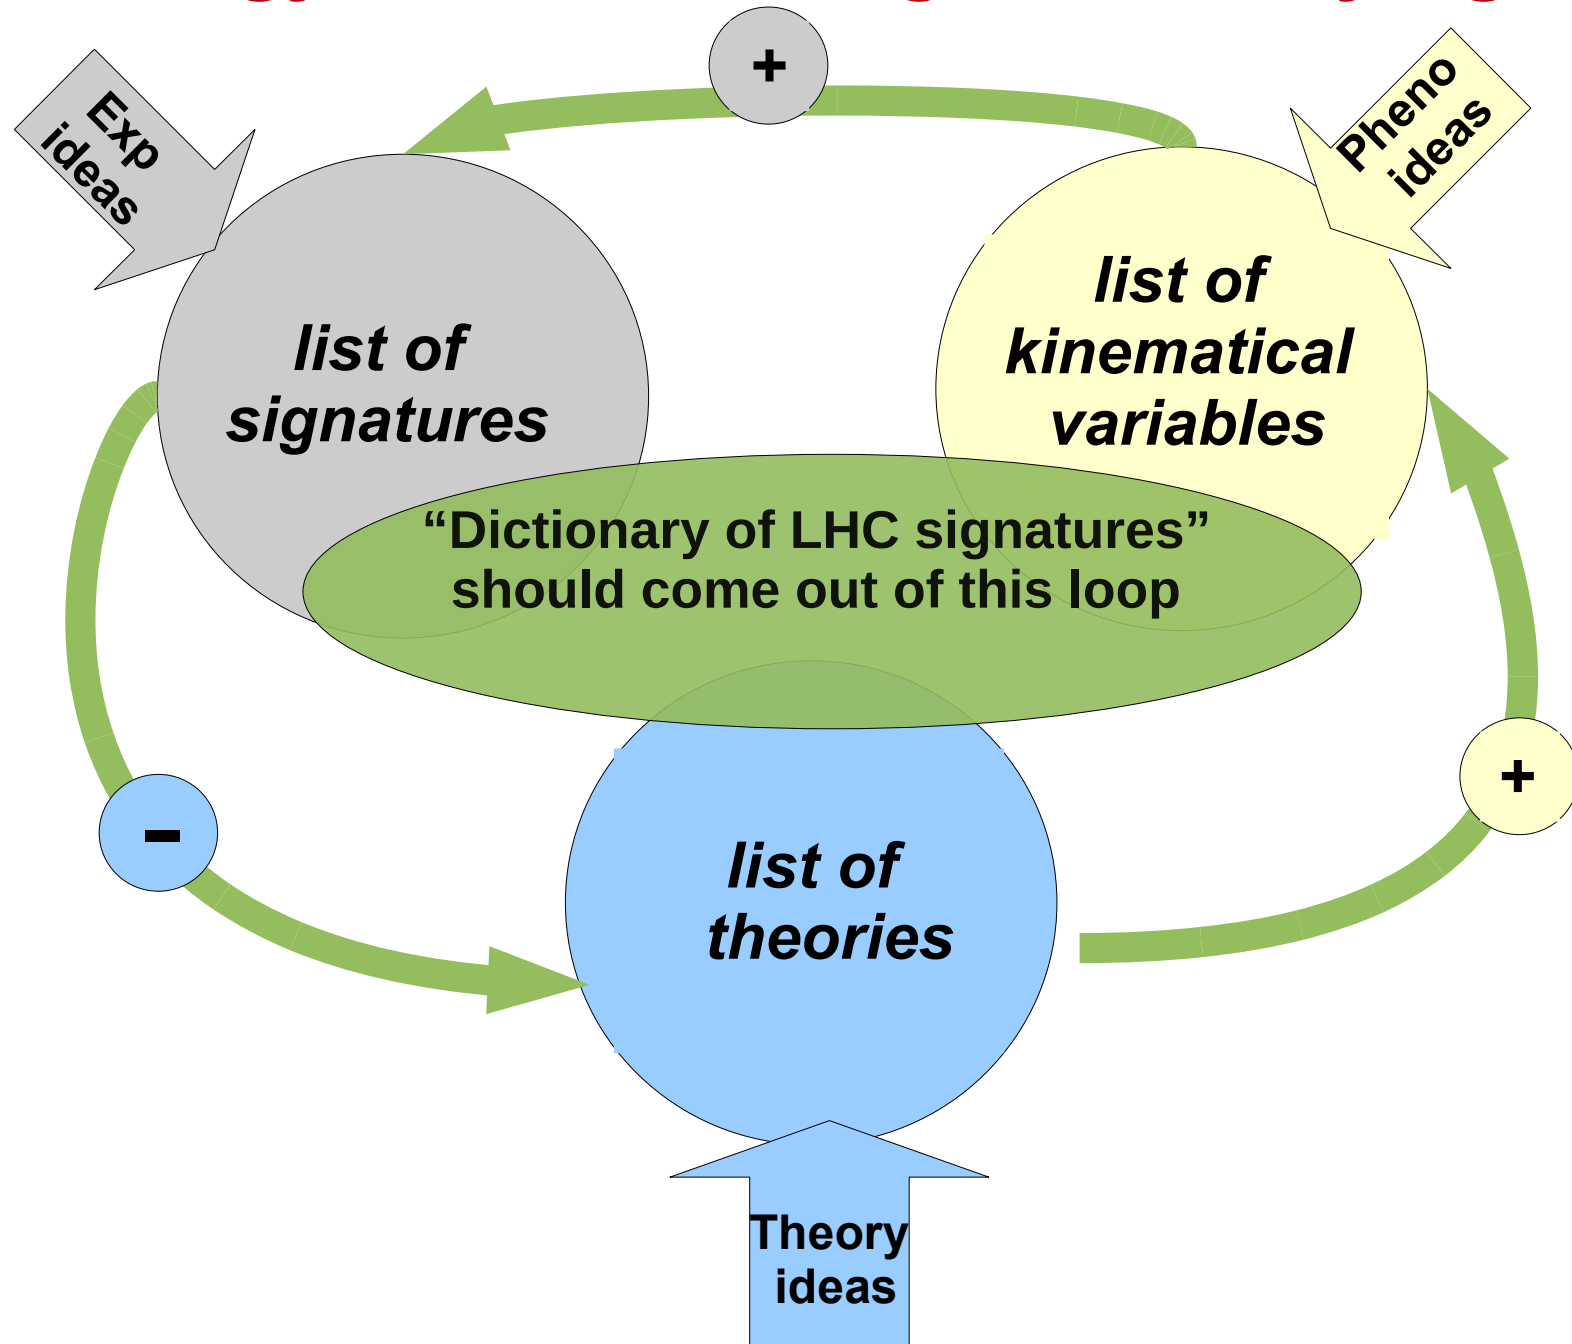 +
Exp
ideas
Pheno
ideas
list of
signatures
list of
kinematical
variables
“Dictionary of LHC signatures”
should come out of this loop
-
+
list of
theories
Theory
ideas